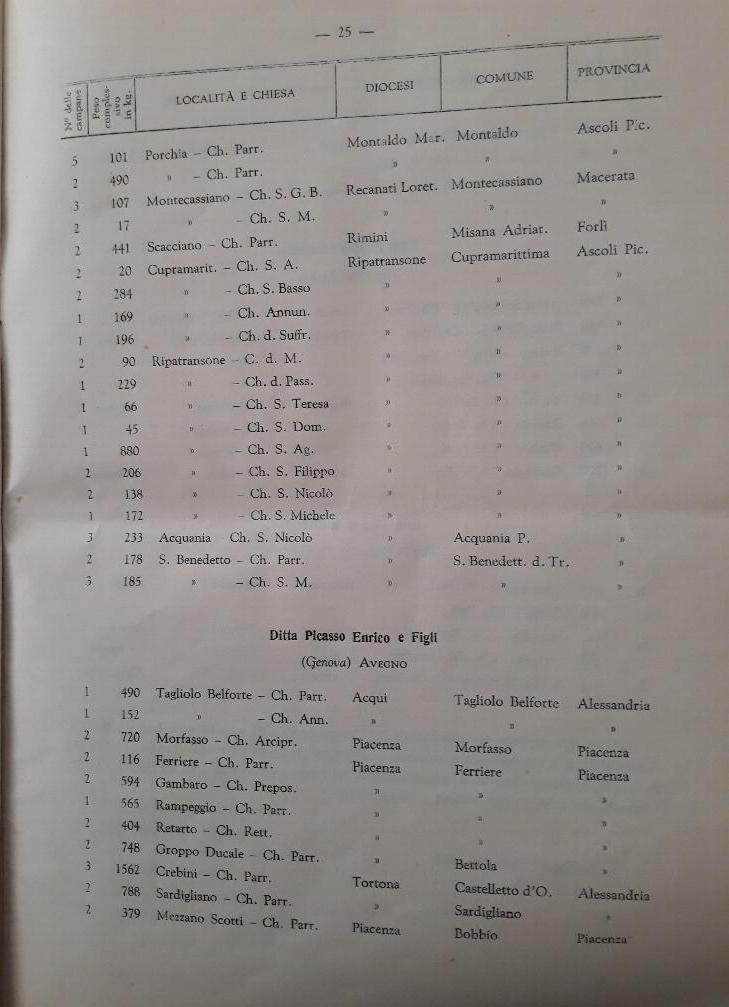 — 25 —
N° delle campane Peso comples- sivo in kg. LOCALITÀ E CHIESA DIOCESI COMUNE PROVINCIA
5 101 Porchia – Ch. Parr. Montaldo Mar. Montaldo Ascoli Pic.
2 490 » – Ch. Parr. » » »
3 107 Montecassiano – Ch. S. G. B. Recanati Loret. Montecassiano Macerata
2 17 » – Ch. S. M. » » »
2 441 Scacciano – Ch. Parr. Rimini Misana Adriat. Forlì
2 20 Cupramarit. – Ch. S. A. Ripatransone Cupramarittima Ascoli Pic.
2 284 » – Ch. S. Basso » » »
1 169 » – Ch. Annun. » » »
1 196 » – Ch. d. Suffr. » » »
2 90 Ripatransone – C. d. M. » » »
1 229 » – Ch. d. Pass. » » »
1 66 » – Ch. S. Teresa » » »
1 45 » – Ch. S. Dom. » » »
1 880 » – Ch. S. Ag. » » »
2 206 » – Ch. S. Filippo » » »
2 138 » – Ch. S. Nicolò » » »
1 172 » – Ch. S. Michele » » »
3 233 Acquania – Ch. S. Nicolò » Acquania P. »
2 178 S. Benedetto – Ch. Parr. » S. Benedett. d. Tr. »
3 185 » – Ch. S. M. » » »
Ditta Picasso Enrico e Figli
(Genova) AVEGNO
1 490 Tagliolo Belforte – Ch. Parr. Acqui Tagliolo Belforte Alessandria
1 152 » – Ch. Ann. » » »
2 720 Morfasso – Ch. Arcipr. Piacenza Morfasso Piacenza
2 116 Ferriere – Ch. Parr. Piacenza Ferriere Piacenza
2 594 Gambaro – Ch. Prepos. » » »
1 565 Rampeggio – Ch. Parr. » » »
2 404 Retarto – Ch. Rett. » » »
2 748 Groppo Ducale – Ch. Parr. » Bettola »
3 1562 Crebini – Ch. Parr. Tortona Castelletto d'O. Alessandria
2 788 Sardigliano – Ch. Parr. » Sardigliano »
2 379 Mezzano Scotti – Ch. Parr. Piacenza Bobbio Piacenza